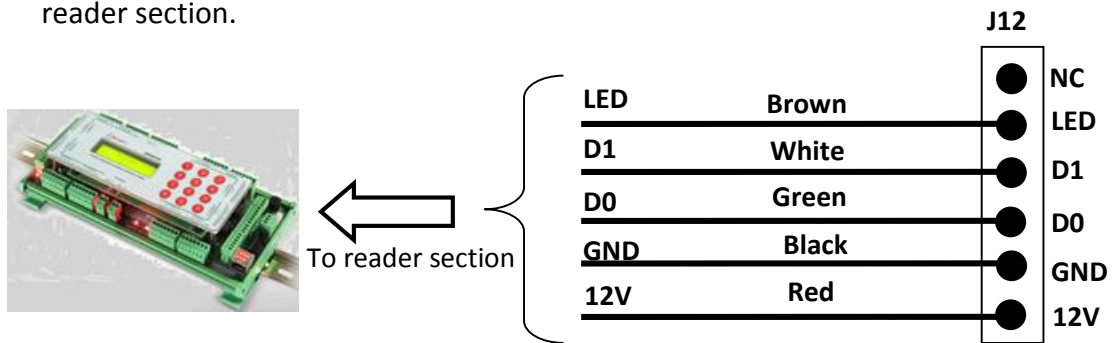 reader section.
J12
NC
LED Brown LED
D1 White D1
D0 Green D0
GND Black GND
To reader section
12V Red 12V